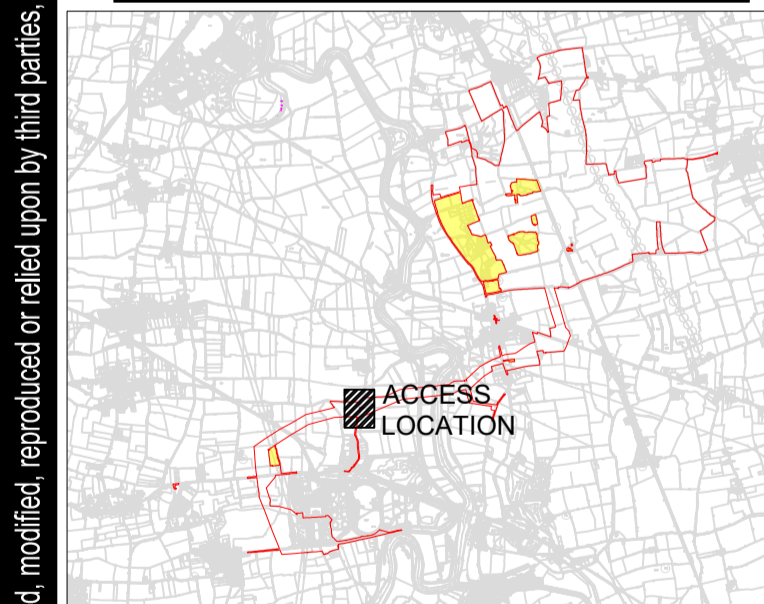 d, modified, reproduced or relied upon by third parties,
ACCESS
LOCATION